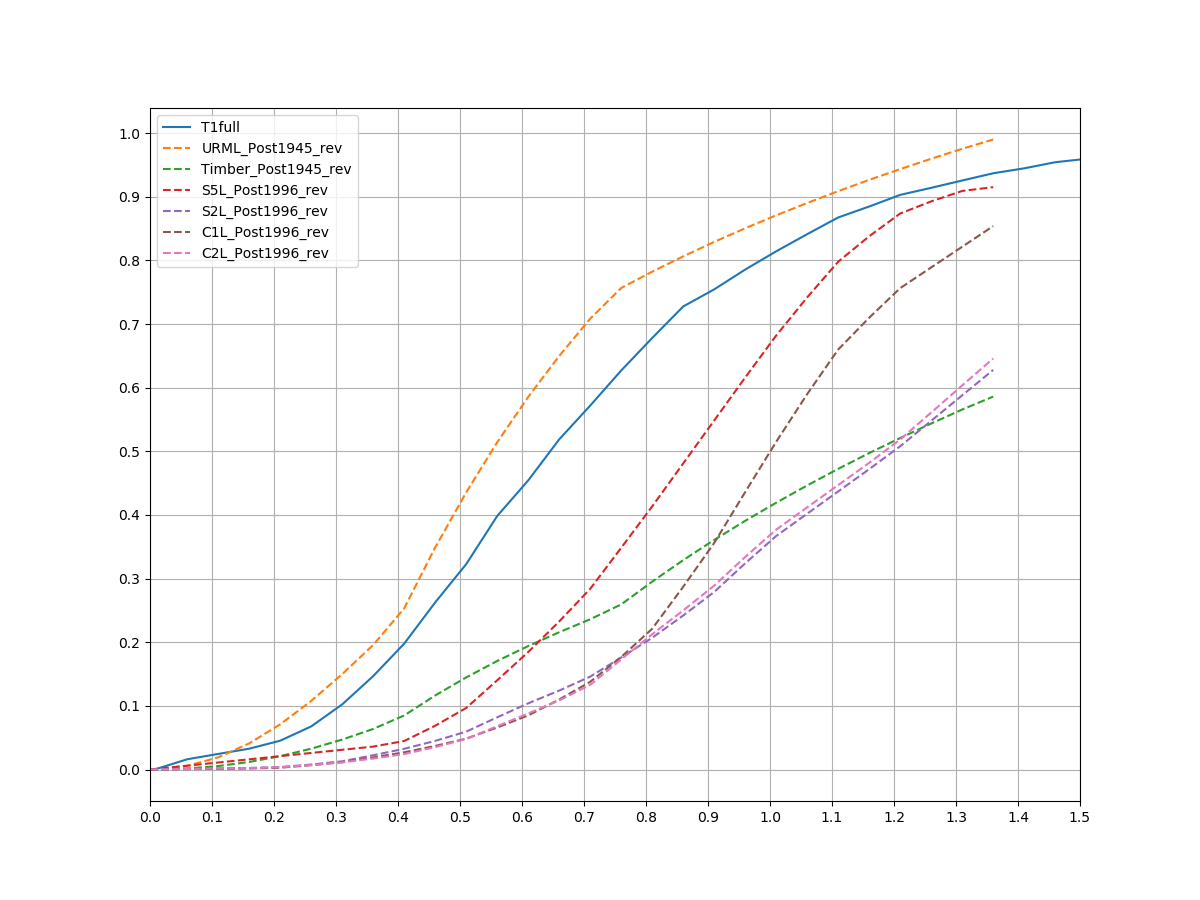 T1full
URML_Post1945_rev
Timber_Post1945_rev
S5L_Post1996_rev
S2L_Post1996_rev
C1L_Post1996_rev
C2L_Post1996_rev
1.0
0.9
0.8
0.7
0.6
0.5
0.4
0.3
0.2
0.1
0.0
0.0 0.1 0.2 0.3 0.4 0.5 0.6 0.7 0.8 0.9 1.0 1.1 1.2 1.3 1.4 1.5